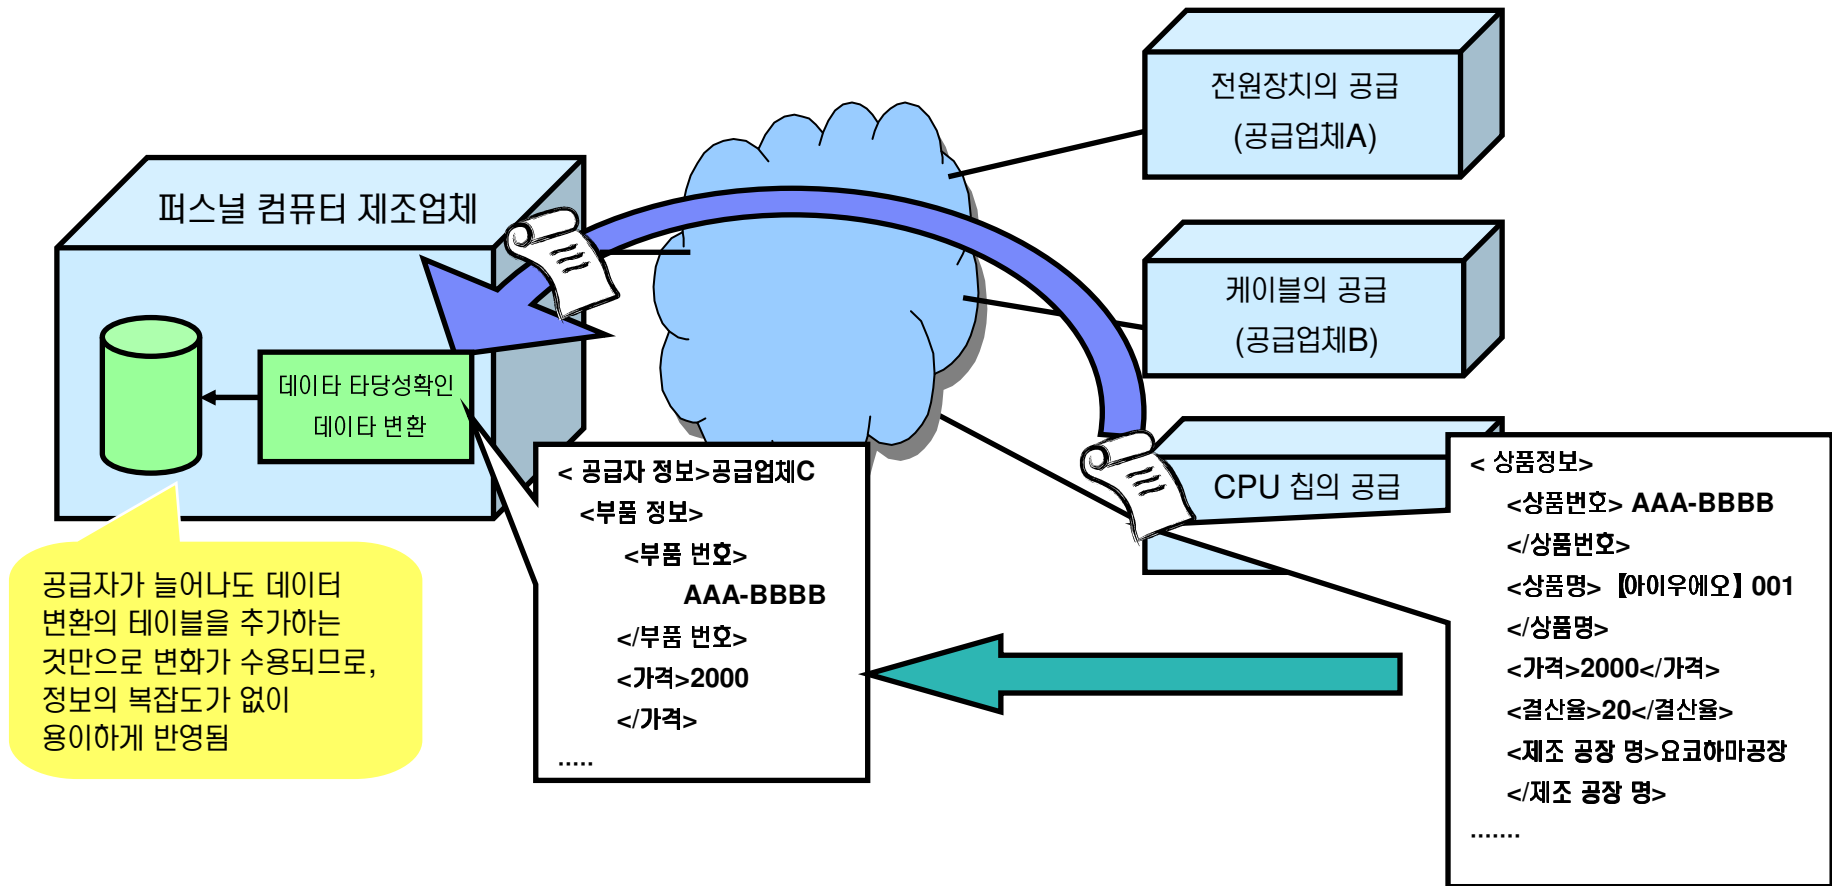 전원장치의 공급
(공급업체A)
퍼스널 컴퓨터 제조업체
케이블의 공급
(공급업체B)
데이타 타당성확인
데이타 변환
CPU 칩의 공급
< 공급자 정보>공급업체C
<부품 정보>
<부품 번호>
AAA-BBBB
</부품 번호>
<가격>2000
</가격>
.....
< 상품정보>
<상품번호> AAA-BBBB
</상품번호>
<상품명>【아이우에오】001
</상품명>
<가격>2000</가격>
<결산율>20</결산율>
<제조 공장 명>요코하마공장
</제조 공장 명>
.......
공급자가 늘어나도 데이터
변환의 테이블을 추가하는
것만으로 변화가 수용되므로,
정보의 복잡도가 없이
용이하게 반영됨